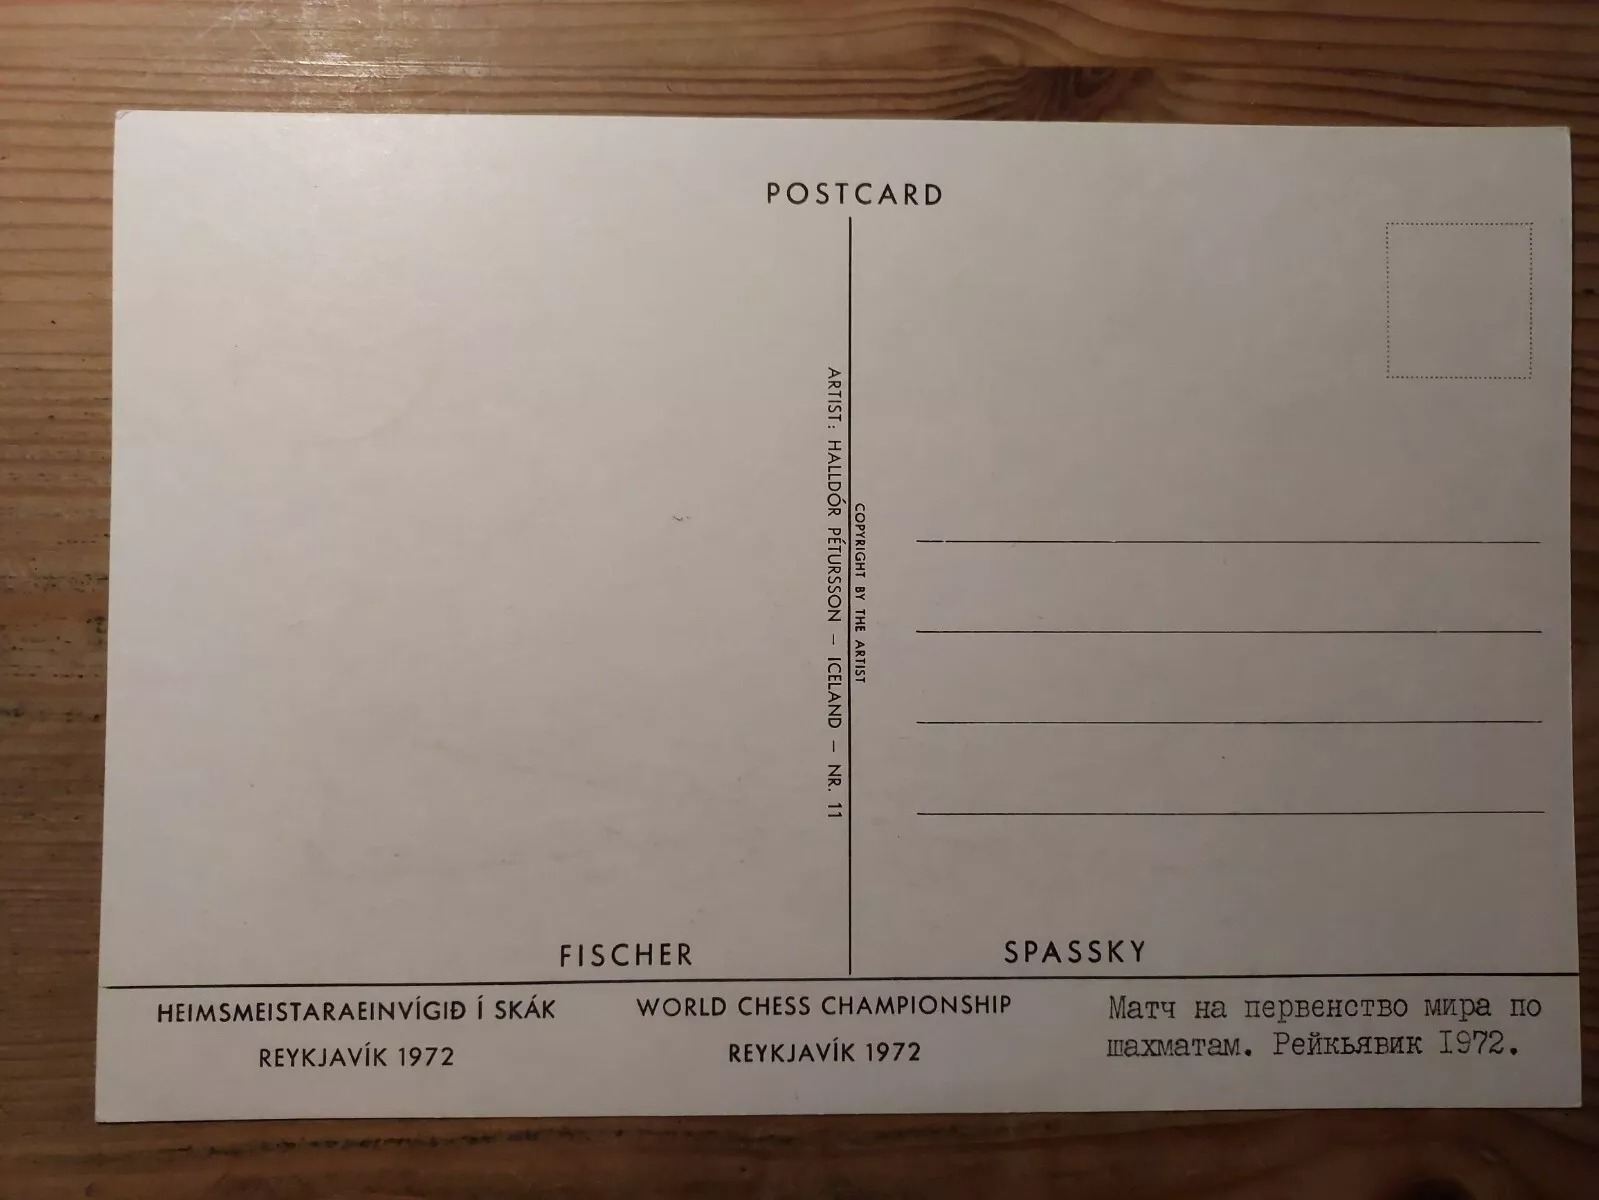 POSTCARD
ARTIST: HALLDÓR PÉTURSSON – ICELAND – NR. 11
COPYRIGHT BY THE ARTIST
FISCHER
SPASSKY
HEIMSMEISTARAEINVÍGIÐ Í SKÁK
REYKJAVÍK 1972
WORLD CHESS CHAMPIONSHIP
REYKJAVÍK 1972
Матч на первенство мира по
шахматам. Рейкьявик 1972.